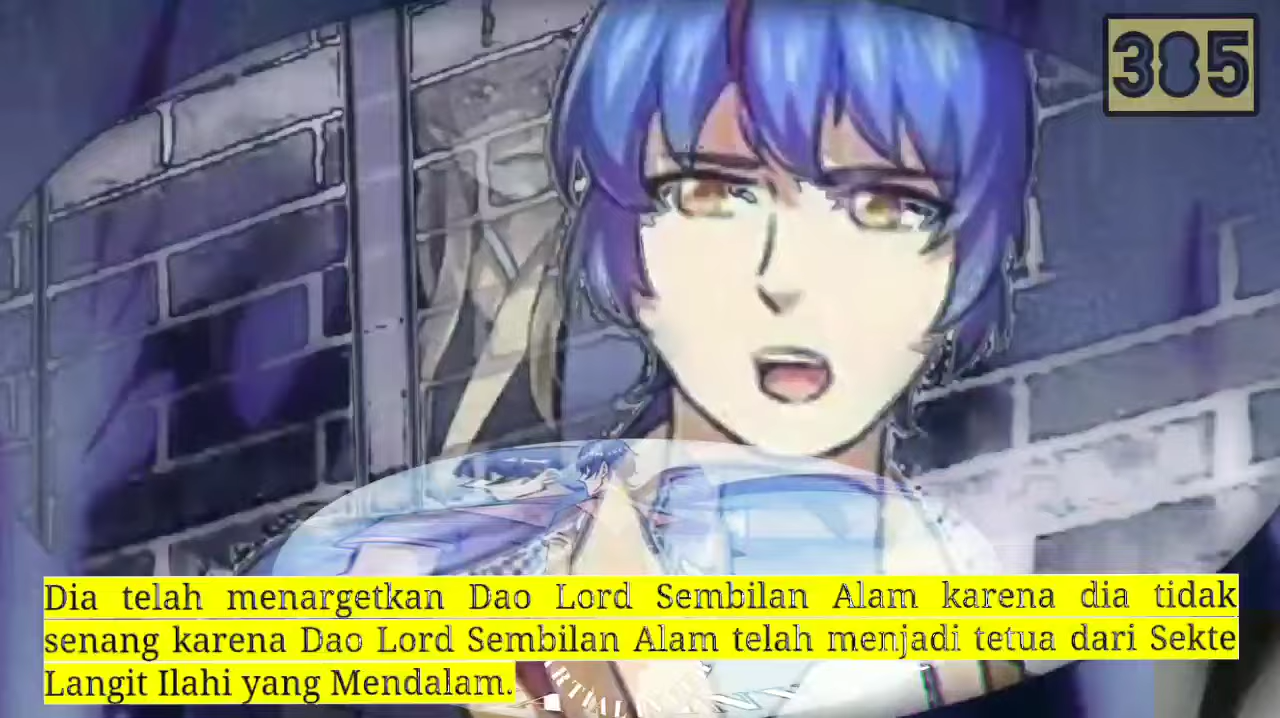 385
Dia telah menargetkan Dao Lord Sembilan Alam karena dia tidak
senang karena Dao Lord Sembilan Alam telah menjadi tetua dari Sekte
Langit Ilahi yang Mendalam.